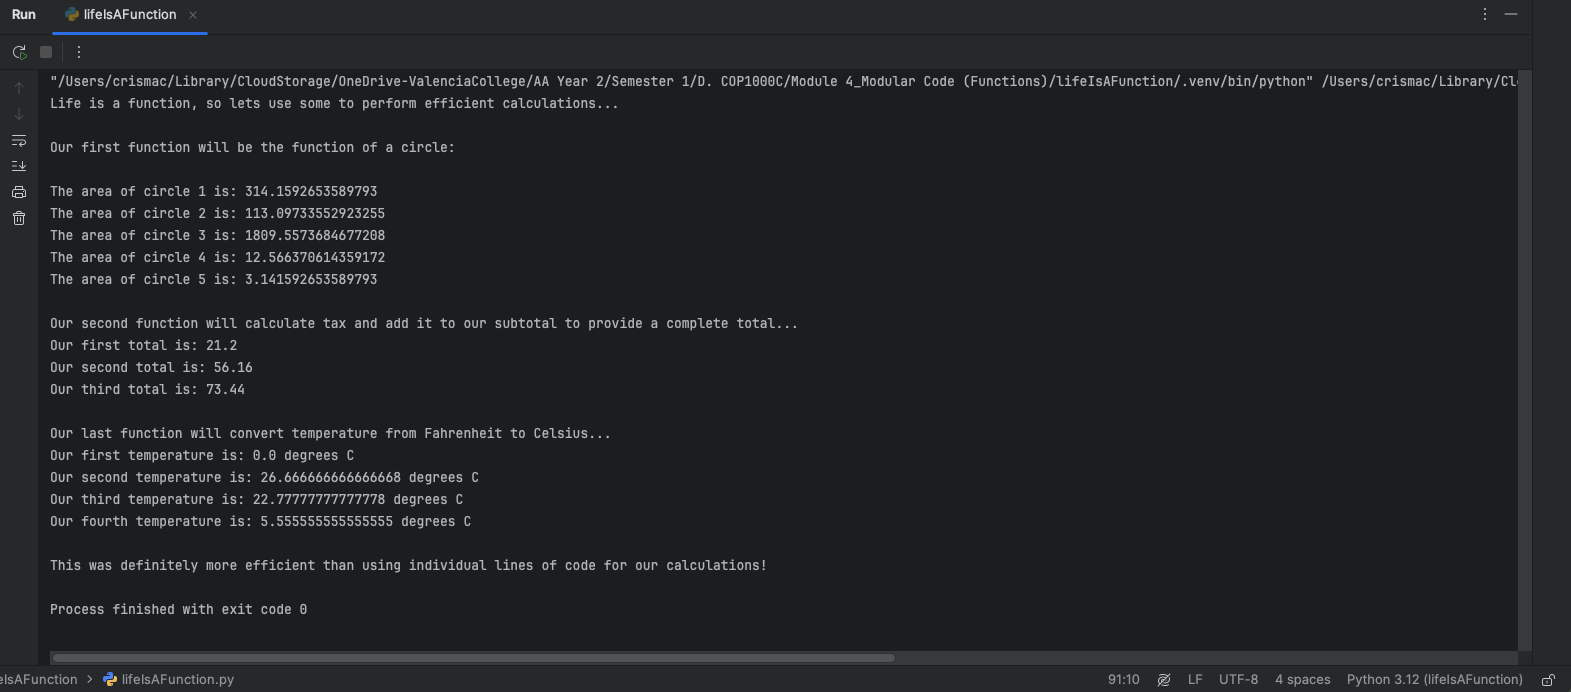 Run lifeIsAFunction
"/Users/crismac/Library/CloudStorage/OneDrive-ValenciaCollege/AA Year 2/Semester 1/D. COP1000C/Module 4_Modular Code (Functions)/lifeIsAFunction/.venv/bin/python" /Users/crismac/Library/Clo
Life is a function, so lets use some to perform efficient calculations...
Our first function will be the function of a circle:
The area of circle 1 is: 314.1592653589793
The area of circle 2 is: 113.09733552923255
The area of circle 3 is: 1809.5573684677208
The area of circle 4 is: 12.566370614359172
The area of circle 5 is: 3.141592653589793
Our second function will calculate tax and add it to our subtotal to provide a complete total...
Our first total is: 21.2
Our second total is: 56.16
Our third total is: 73.44
Our last function will convert temperature from Fahrenheit to Celsius...
Our first temperature is: 0.0 degrees C
Our second temperature is: 26.666666666666668 degrees C
Our third temperature is: 22.77777777777778 degrees C
Our fourth temperature is: 5.555555555555555 degrees C
This was definitely more efficient than using individual lines of code for our calculations!
Process finished with exit code 0
eIsAFunction > lifeIsAFunction.py 91:10 LF UTF-8 4 spaces Python 3.12 (lifeIsAFunction)